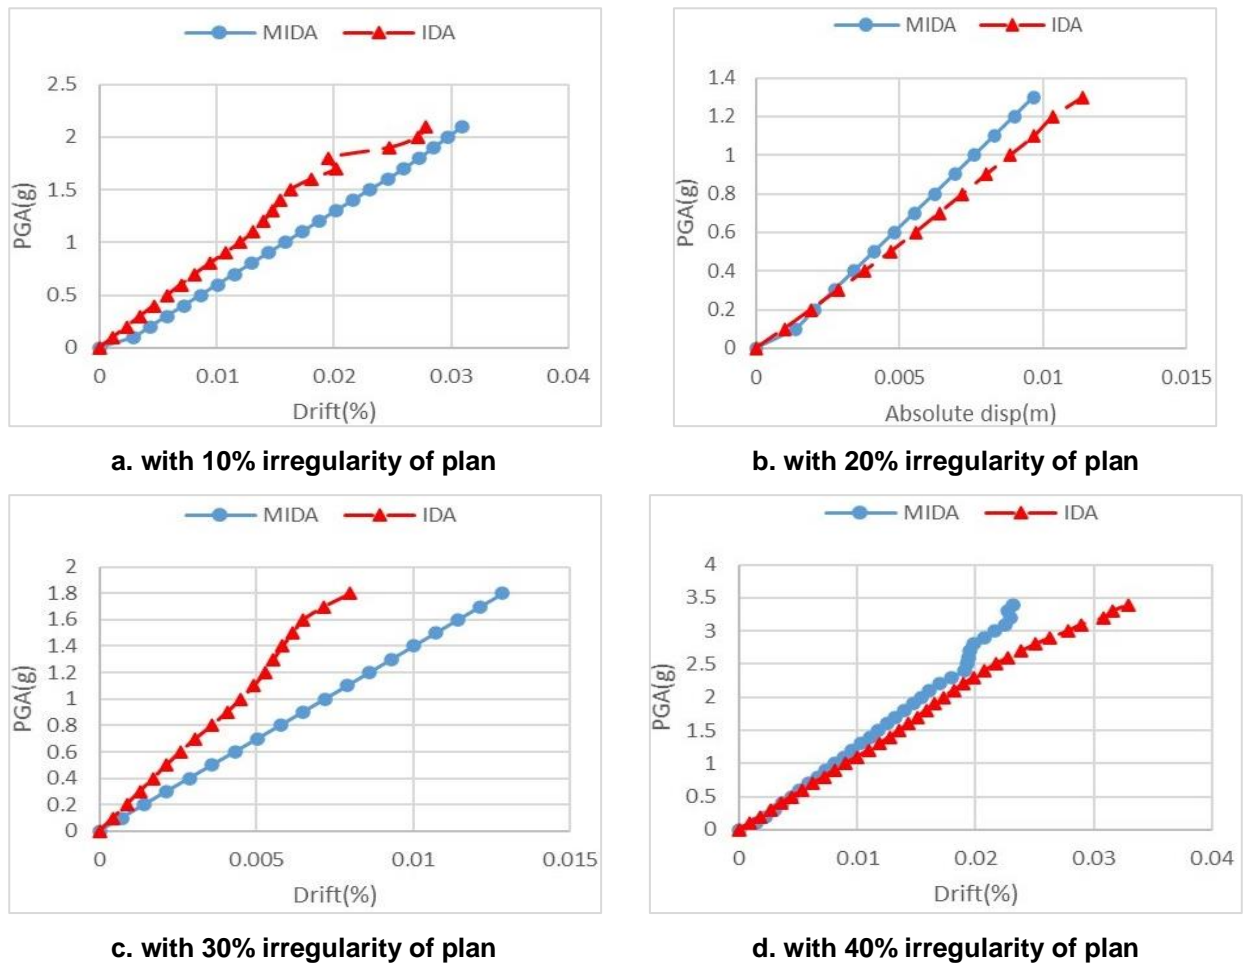 MIDA IDA
2.5
2
1.5
1
0.5
0
PGA(g)
0 0.01 0.02 0.03 0.04
Drift(%)
a. with 10% irregularity of plan
MIDA IDA
1.4
1.2
1
0.8
0.6
0.4
0.2
0
PGA(g)
0 0.005 0.01 0.015
Absolute disp(m)
b. with 20% irregularity of plan
MIDA IDA
2
1.8
1.6
1.4
1.2
1
0.8
0.6
0.4
0.2
0
PGA(g)
0 0.005 0.01 0.015
Drift(%)
c. with 30% irregularity of plan
MIDA IDA
4
3.5
3
2.5
2
1.5
1
0.5
0
PGA(g)
0 0.01 0.02 0.03 0.04
Drift(%)
d. with 40% irregularity of plan